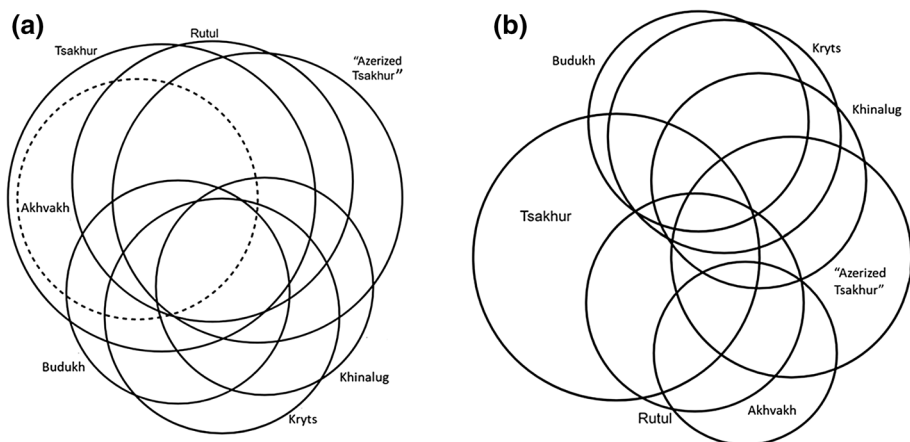 (a)
Tsakhur
Rutul
“Azerized
Tsakhur”
Akhvakh
Budukh
Khinalug
Kryts
(b)
Budukh
Kryts
Khinalug
Tsakhur
“Azerized
Tsakhur”
Rutul
Akhvakh